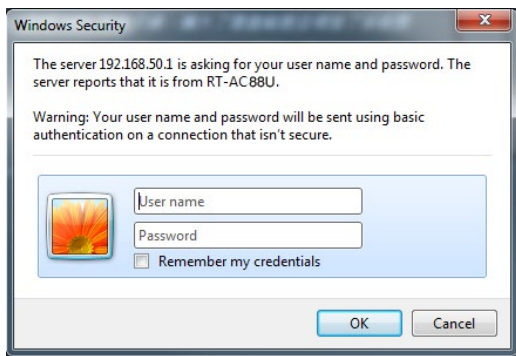 Windows Security
The server 192.168.50.1 is asking for your user name and password. The
server reports that it is from RT-AC88U.
Warning: Your user name and password will be sent using basic
authentication on a connection that isn't secure.
User name
Password
Remember my credentials
OK
Cancel